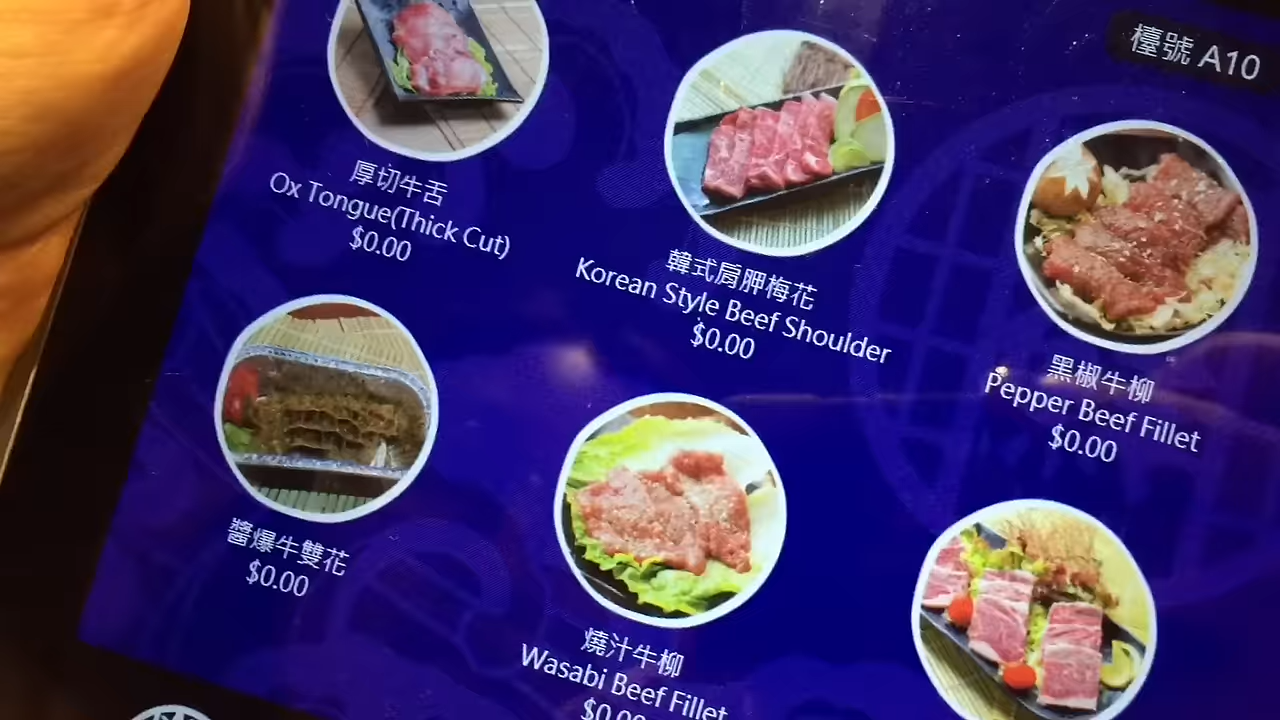 檯號 A10
厚切牛舌
Ox Tongue(Thick Cut)
$0.00
韓式肩胛梅花
Korean Style Beef Shoulder
$0.00
黑椒牛柳
Pepper Beef Fillet
$0.00
醬爆牛雙花
$0.00
燒汁牛柳
Wasabi Beef Fillet
$0.00